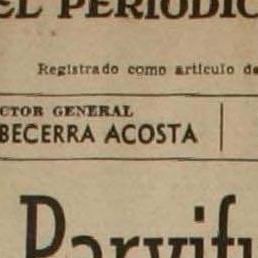 EL PERIODIC
Registrado como artículo de
CTOR GENERAL
BECERRA ACOSTA
Parvifu